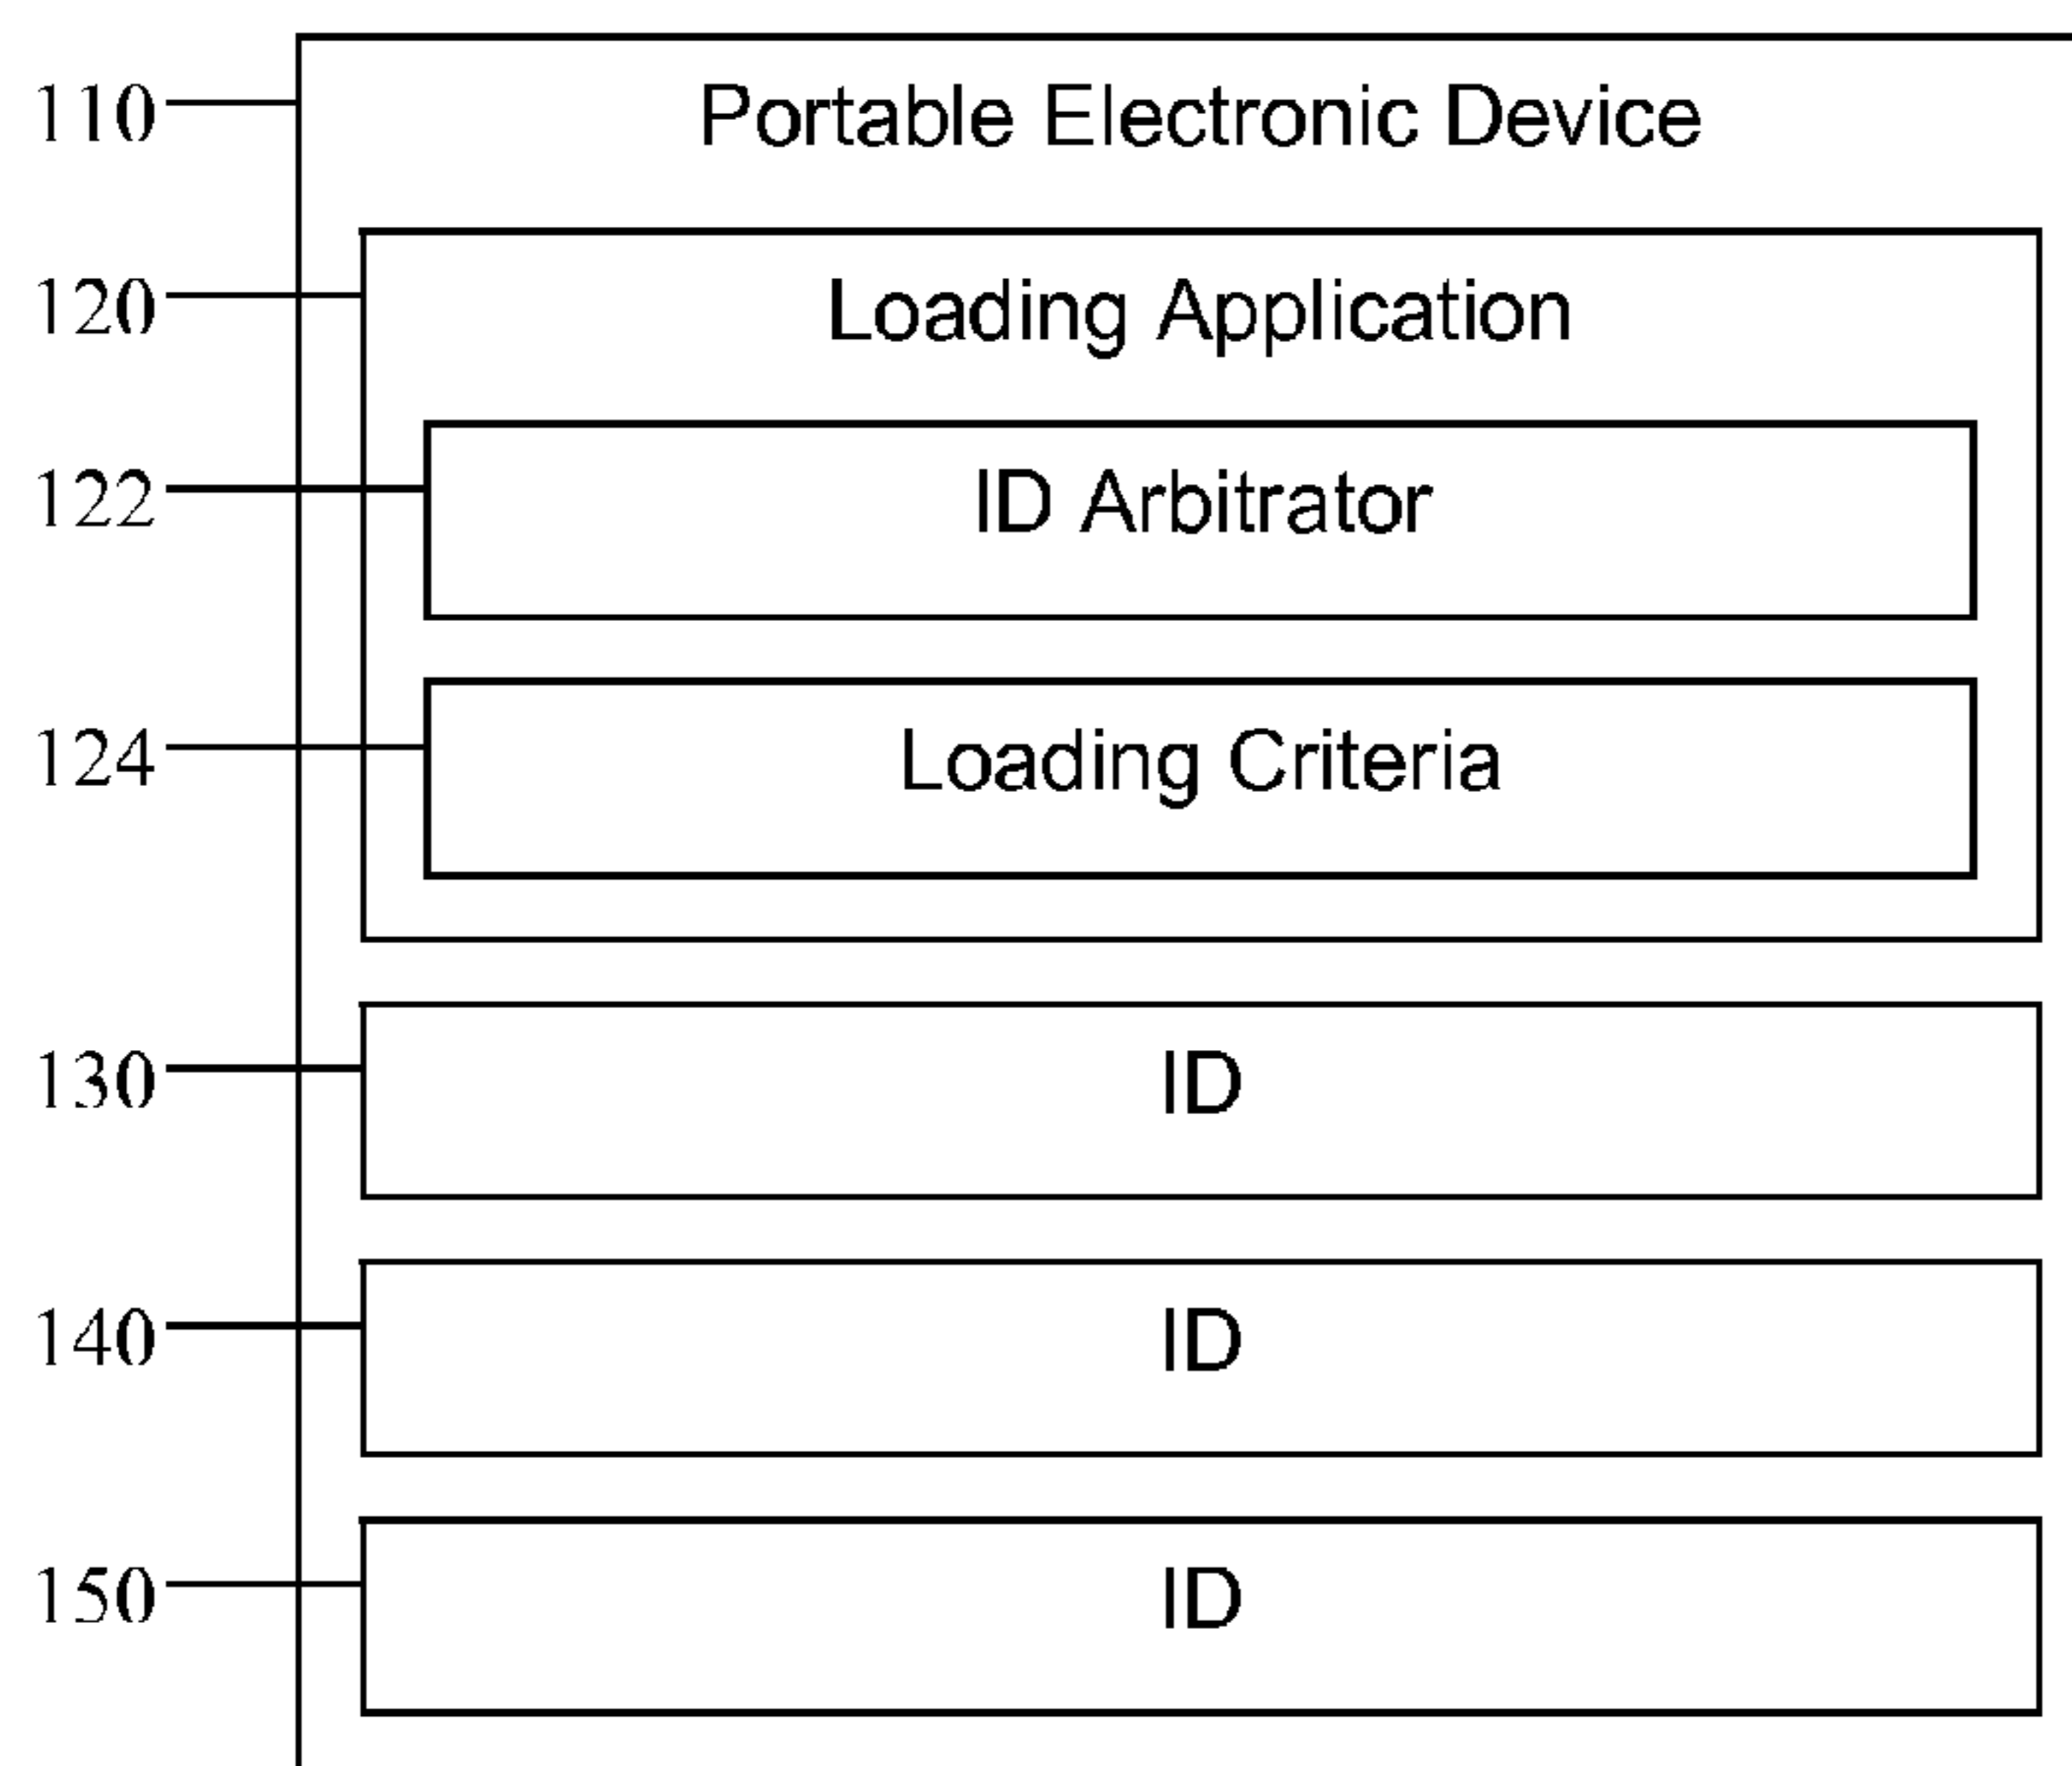 110 Portable Electronic Device
120 Loading Application
122 ID Arbitrator
124 Loading Criteria
130 ID
140 ID
150 ID